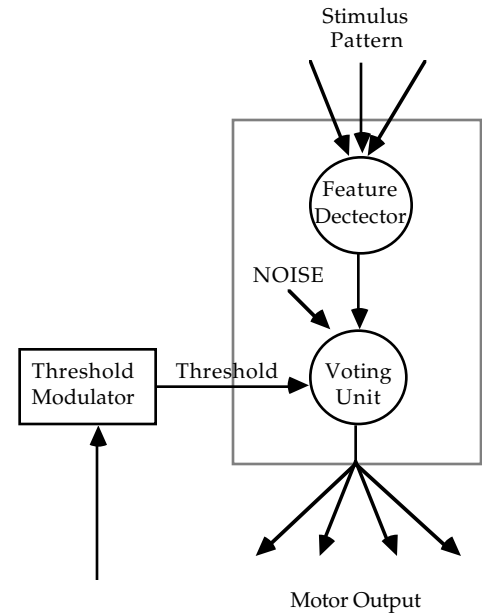 Stimulus
Pattern
Feature
Dectector
NOISE
Threshold
Modulator
Threshold
Voting
Unit
Motor Output